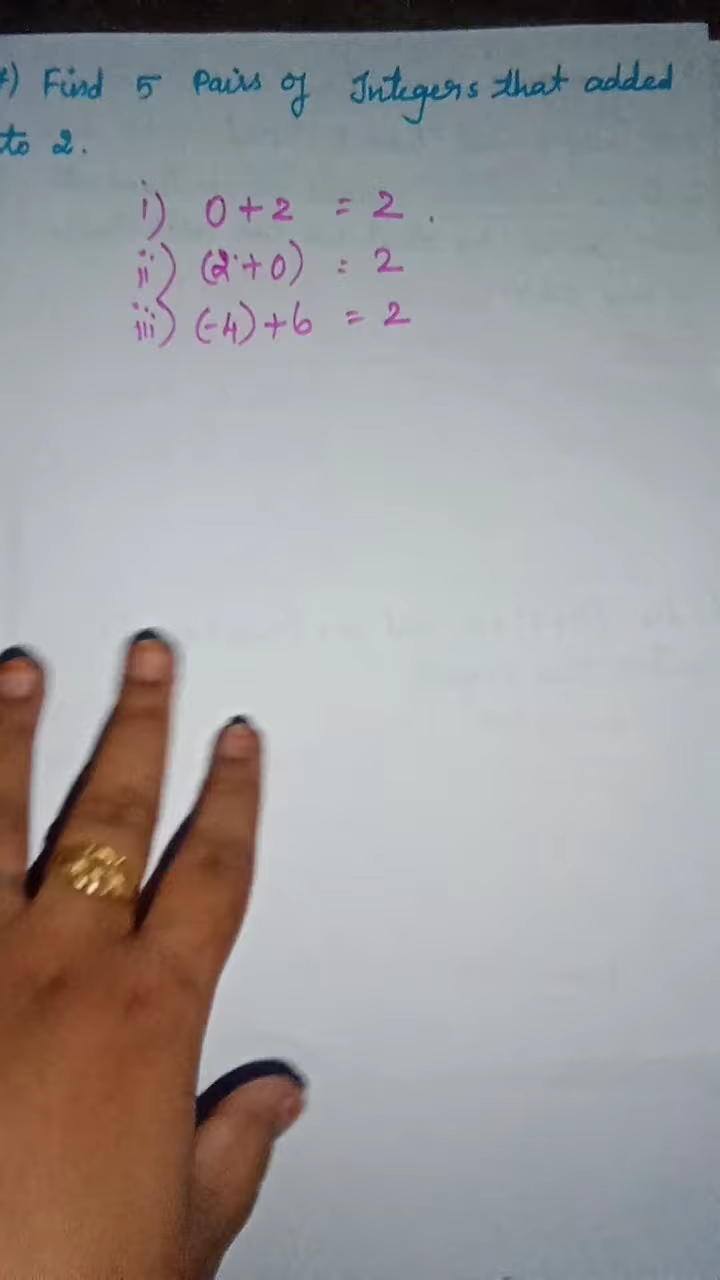 ) Find 5 Pairs of Integers that added
to 2.
i) 0+2 = 2.
ii) (2+0) = 2
iii) (-4)+6 = 2